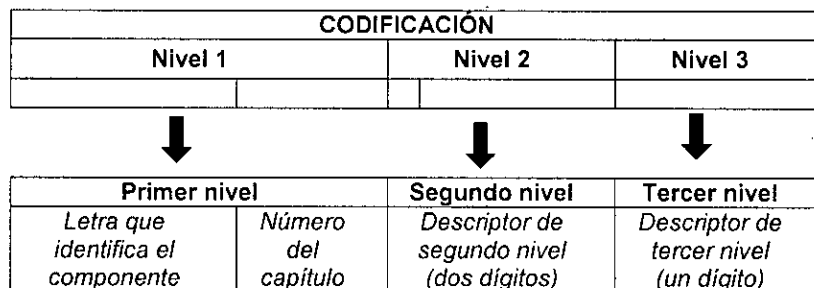 CODIFICACIÓN
Nivel 1 Nivel 2 Nivel 3
Primer nivel Segundo nivel Tercer nivel
Letra que Número Descriptor de Descriptor de
identifica el del segundo nivel tercer nivel
componente capítulo (dos dígitos) (un dígito)